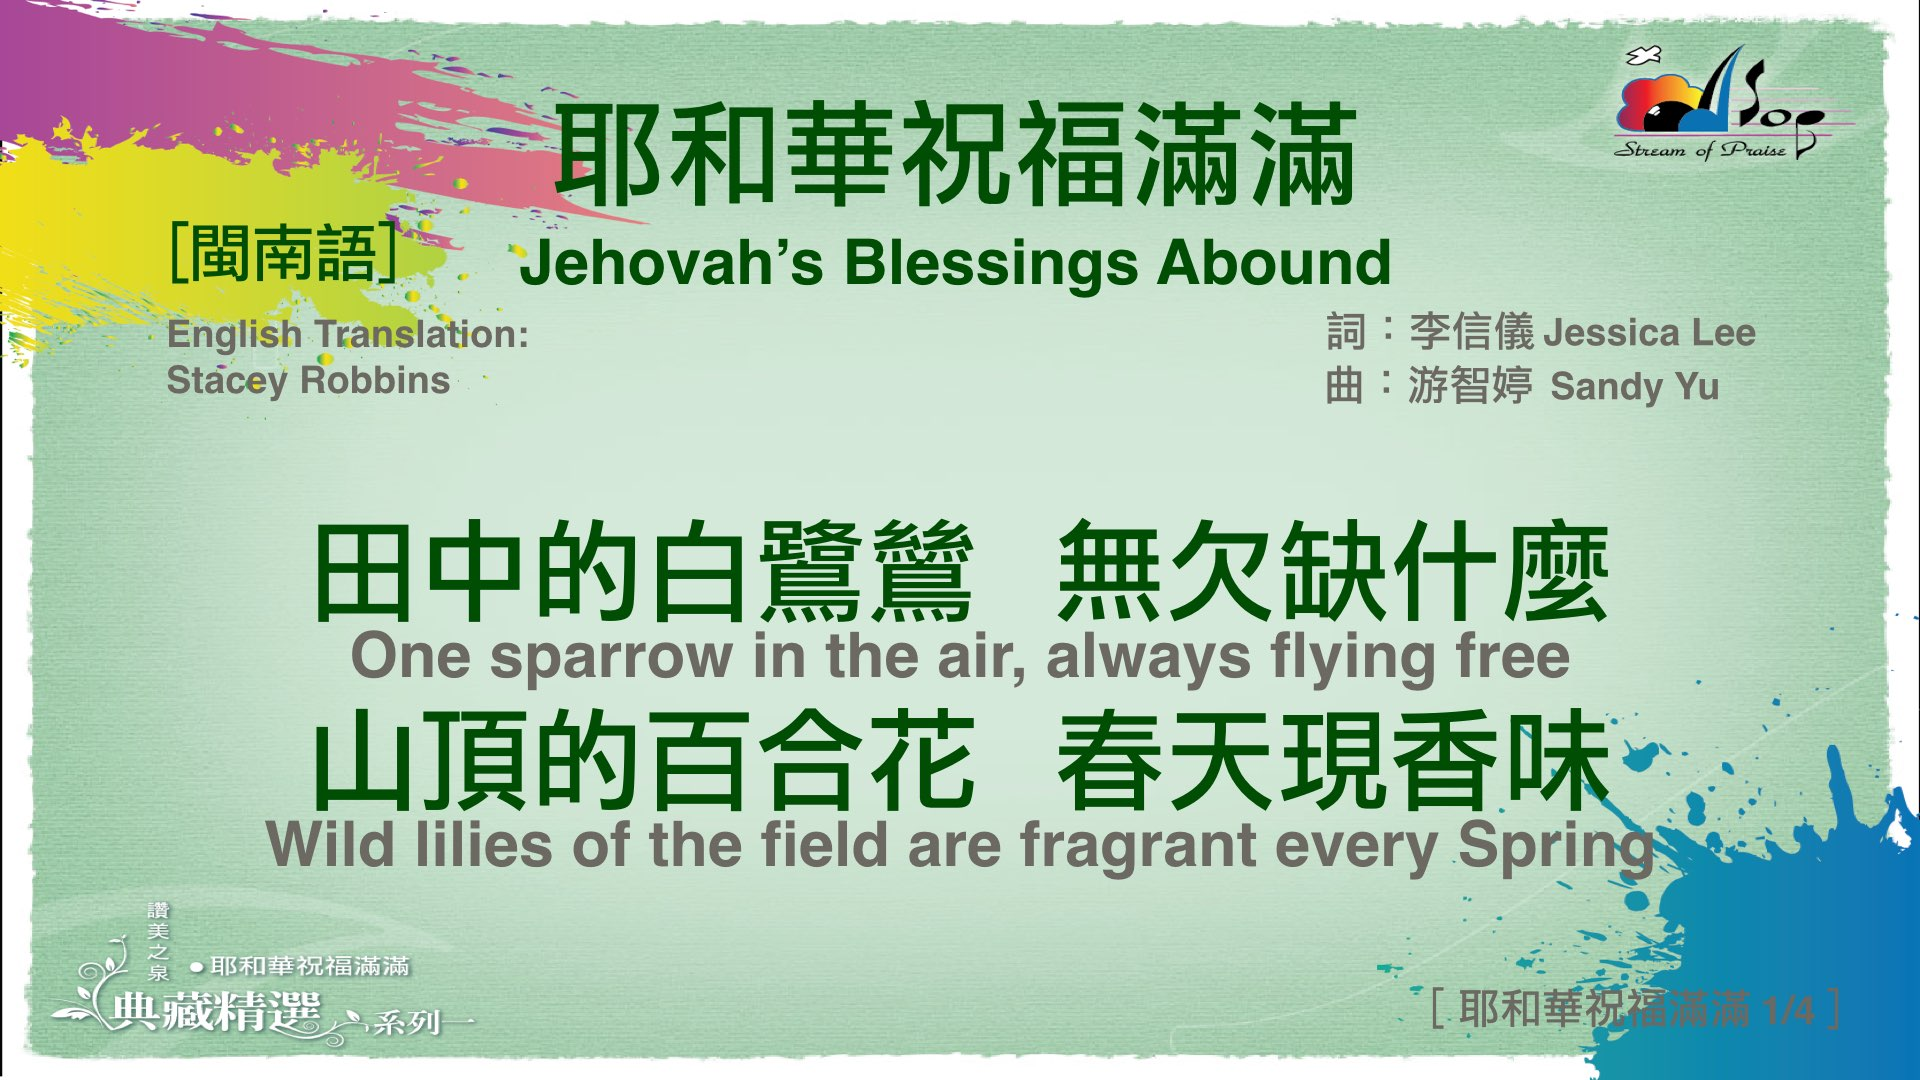 耶和華祝福滿滿
Sop
Stream of Praise
[閩南語] Jehovah’s Blessings Abound
English Translation:
Stacey Robbins
詞：李信儀 Jessica Lee
曲：游智婷 Sandy Yu
田中的白鷺鶯 無欠缺什麼
One sparrow in the air, always flying free
山頂的百合花 春天現香味
Wild lilies of the field are fragrant every Spring
讚美之泉
•耶和華祝福滿滿
典藏精選 系列一
[ 耶和華祝福滿滿 1/4 ]